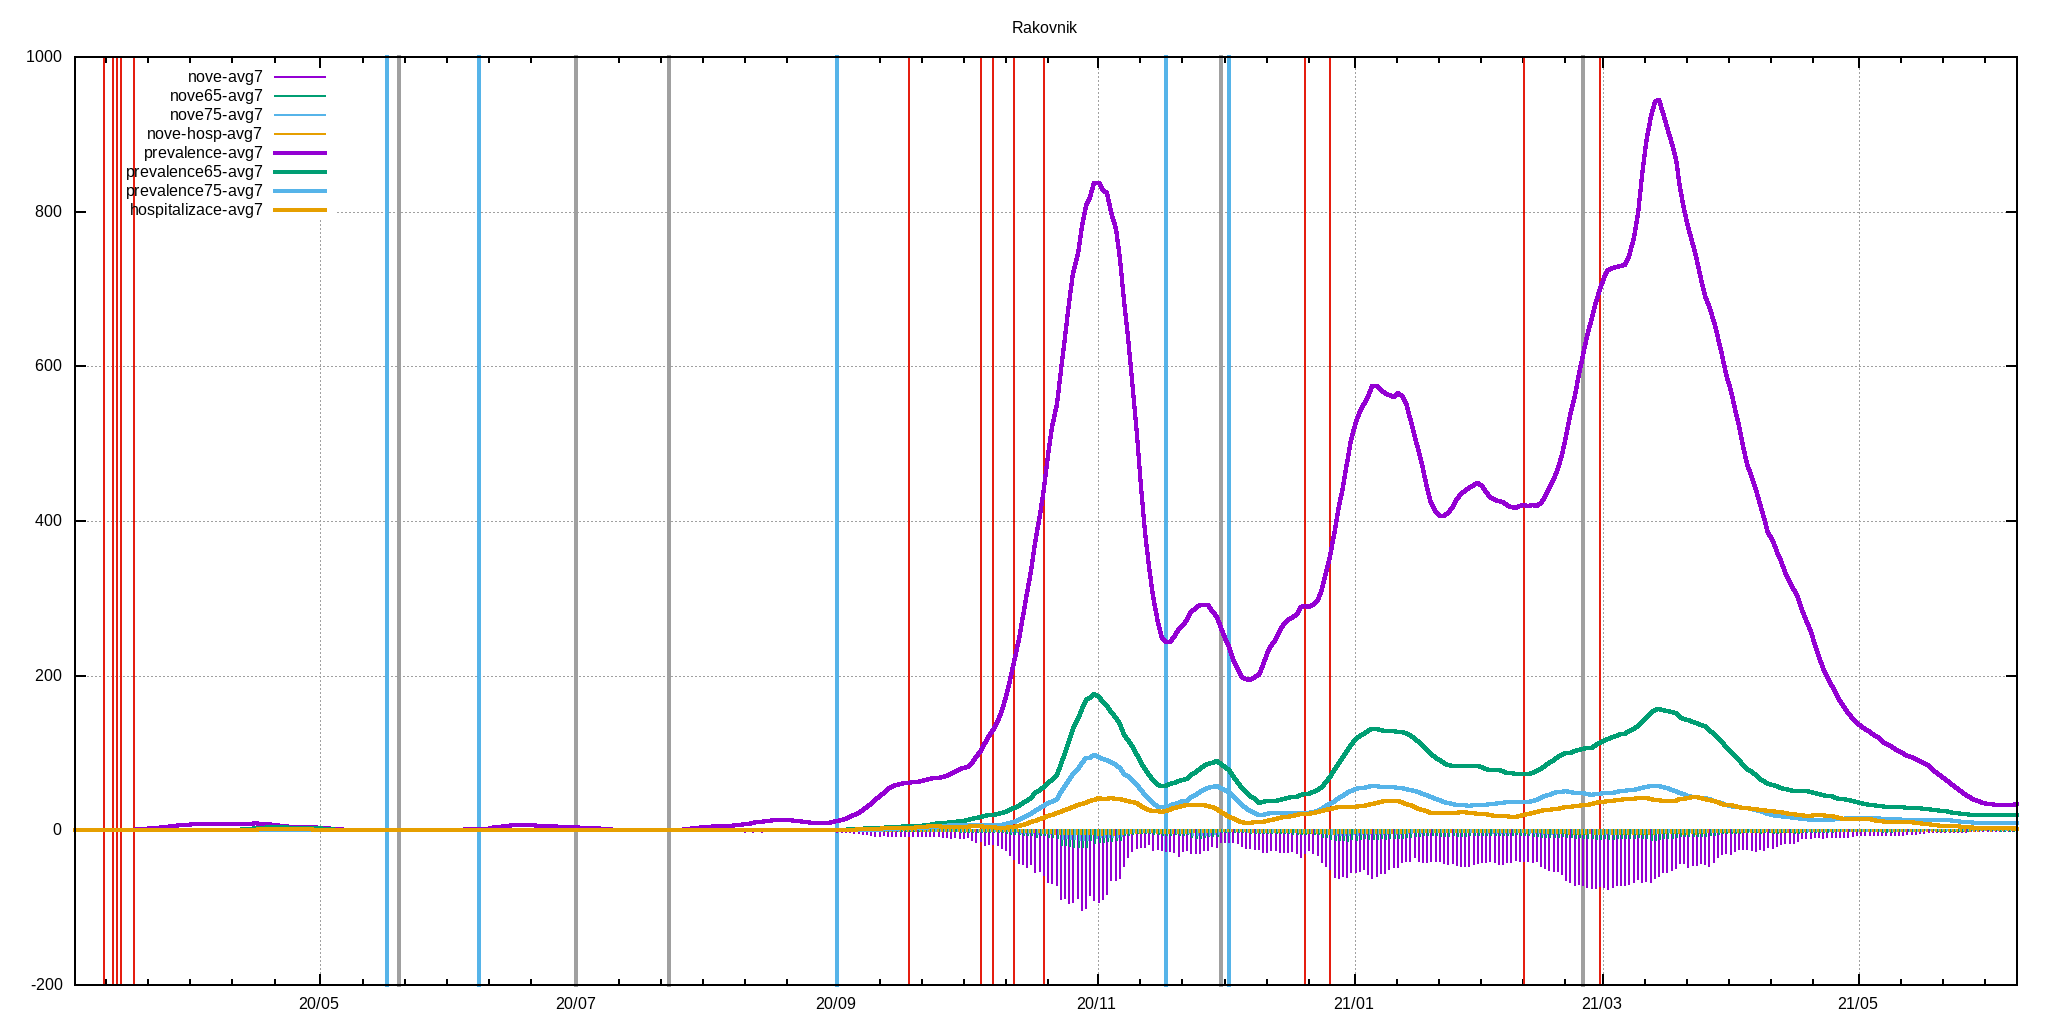 Rakovnik
1000
800
600
400
200
0
-200
nove-avg7
nove65-avg7
nove75-avg7
nove-hosp-avg7
prevalence-avg7
prevalence65-avg7
prevalence75-avg7
hospitalizace-avg7
20/05
20/07
20/09
20/11
21/01
21/03
21/05